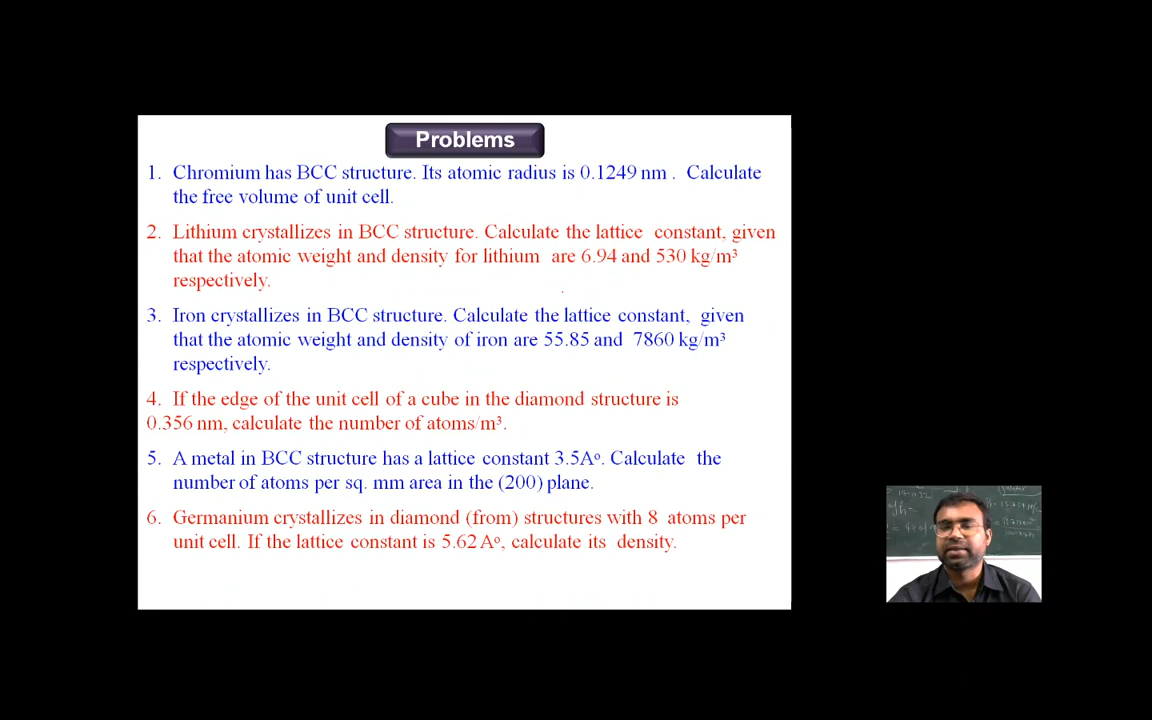 Problems
1. Chromium has BCC structure. Its atomic radius is 0.1249 nm . Calculate
the free volume of unit cell.
2. Lithium crystallizes in BCC structure. Calculate the lattice constant, given
that the atomic weight and density for lithium are 6.94 and 530 kg/m³
respectively.
3. Iron crystallizes in BCC structure. Calculate the lattice constant, given
that the atomic weight and density of iron are 55.85 and 7860 kg/m³
respectively.
4. If the edge of the unit cell of a cube in the diamond structure is
0.356 nm, calculate the number of atoms/m³.
5. A metal in BCC structure has a lattice constant 3.5Aº. Calculate the
number of atoms per sq. mm area in the (200) plane.
6. Germanium crystallizes in diamond (from) structures with 8 atoms per
unit cell. If the lattice constant is 5.62 Aº, calculate its density.